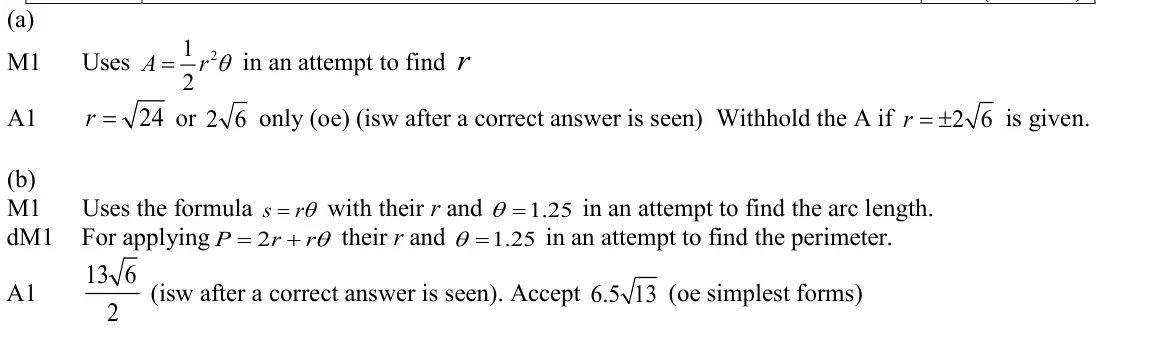 (a)
M1 Uses A = 1/2 r²θ in an attempt to find r
A1 r = √24 or 2√6 only (oe) (isw after a correct answer is seen) Withhold the A if r = ±2√6 is given.
(b)
M1 Uses the formula s = rθ with their r and θ = 1.25 in an attempt to find the arc length.
dM1 For applying P = 2r + rθ their r and θ = 1.25 in an attempt to find the perimeter.
A1 13√6/2 (isw after a correct answer is seen). Accept 6.5√13 (oe simplest forms)